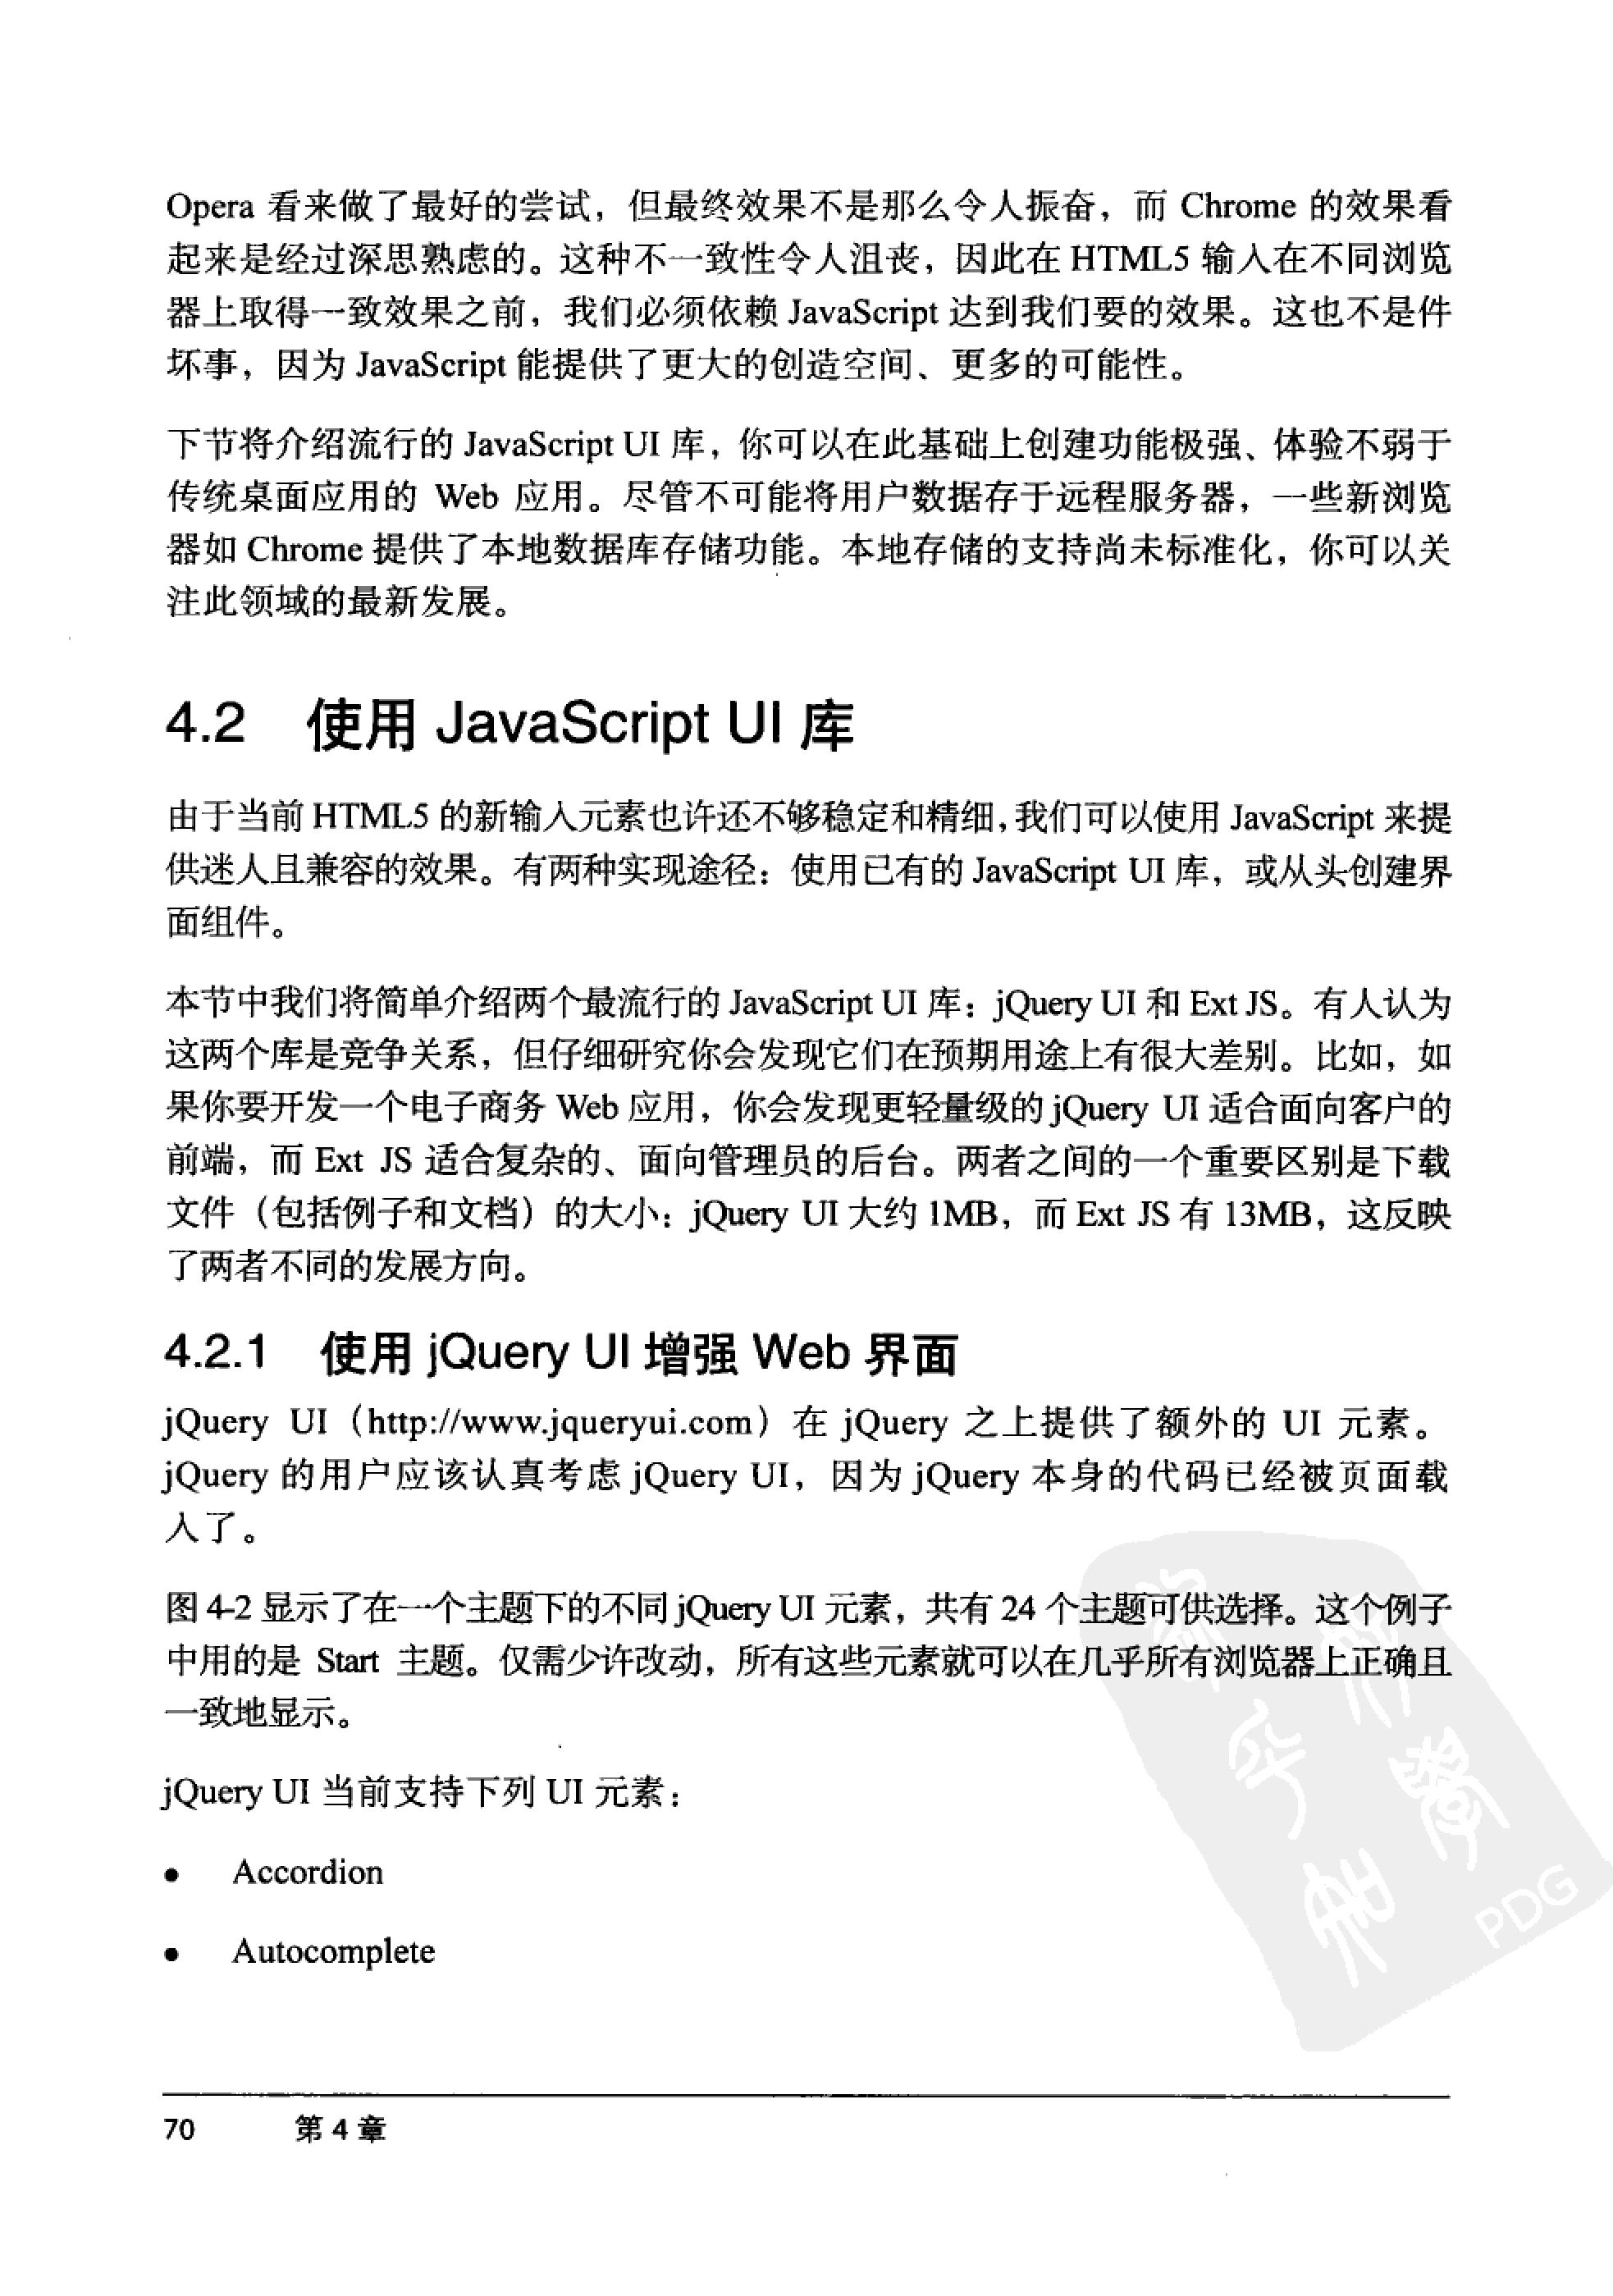 Opera 看来做了最好的尝试，但最终效果不是那么令人振奋，而 Chrome 的效果看
起来是经过深思熟虑的。这种不一致性令人沮丧，因此在 HTML5 输入在不同浏览
器上取得一致效果之前，我们必须依赖 JavaScript 达到我们要的效果。这也不是件
坏事，因为 JavaScript 能提供了更大的创造空间、更多的可能性。
下节将介绍流行的 JavaScript UI 库，你可以在此基础上创建功能极强、体验不弱于
传统桌面应用的 Web 应用。尽管不可能将用户数据存于远程服务器，一些新浏览
器如 Chrome 提供了本地数据库存储功能。本地存储的支持尚未标准化，你可以关
注此领域的最新发展。
4.2 使用 JavaScript UI 库
由于当前 HTML5 的新输入元素也许还不够稳定和精细，我们可以使用 JavaScript 来提
供迷人且兼容的效果。有两种实现途径：使用已有的 JavaScript UI 库，或从头创建界
面组件。
本节中我们将简单介绍两个最流行的 JavaScript UI 库：jQuery UI 和 Ext JS。有人认为
这两个库是竞争关系，但仔细研究你会发现它们在预期用途上有很大差别。比如，如
果你要开发一个电子商务 Web 应用，你会发现更轻量级的 jQuery UI 适合面向客户的
前端，而 Ext JS 适合复杂的、面向管理员的后台。两者之间的一个重要区别是下载
文件（包括例子和文档）的大小：jQuery UI 大约 1MB，而 Ext JS 有 13MB，这反映
了两者不同的发展方向。
4.2.1 使用 jQuery UI 增强 Web 界面
jQuery UI（http://www.jqueryui.com）在 jQuery 之上提供了额外的 UI 元素。
jQuery 的用户应该认真考虑 jQuery UI，因为 jQuery 本身的代码已经被页面载
入了。
图 4-2 显示了在一个主题下的不同 jQuery UI 元素，共有 24 个主题可供选择。这个例子
中用的是 Start 主题。仅需少许改动，所有这些元素就可以在几乎所有浏览器上正确且
一致地显示。
jQuery UI 当前支持下列 UI 元素：
● Accordion
● Autocomplete
PDG
70 第 4 章